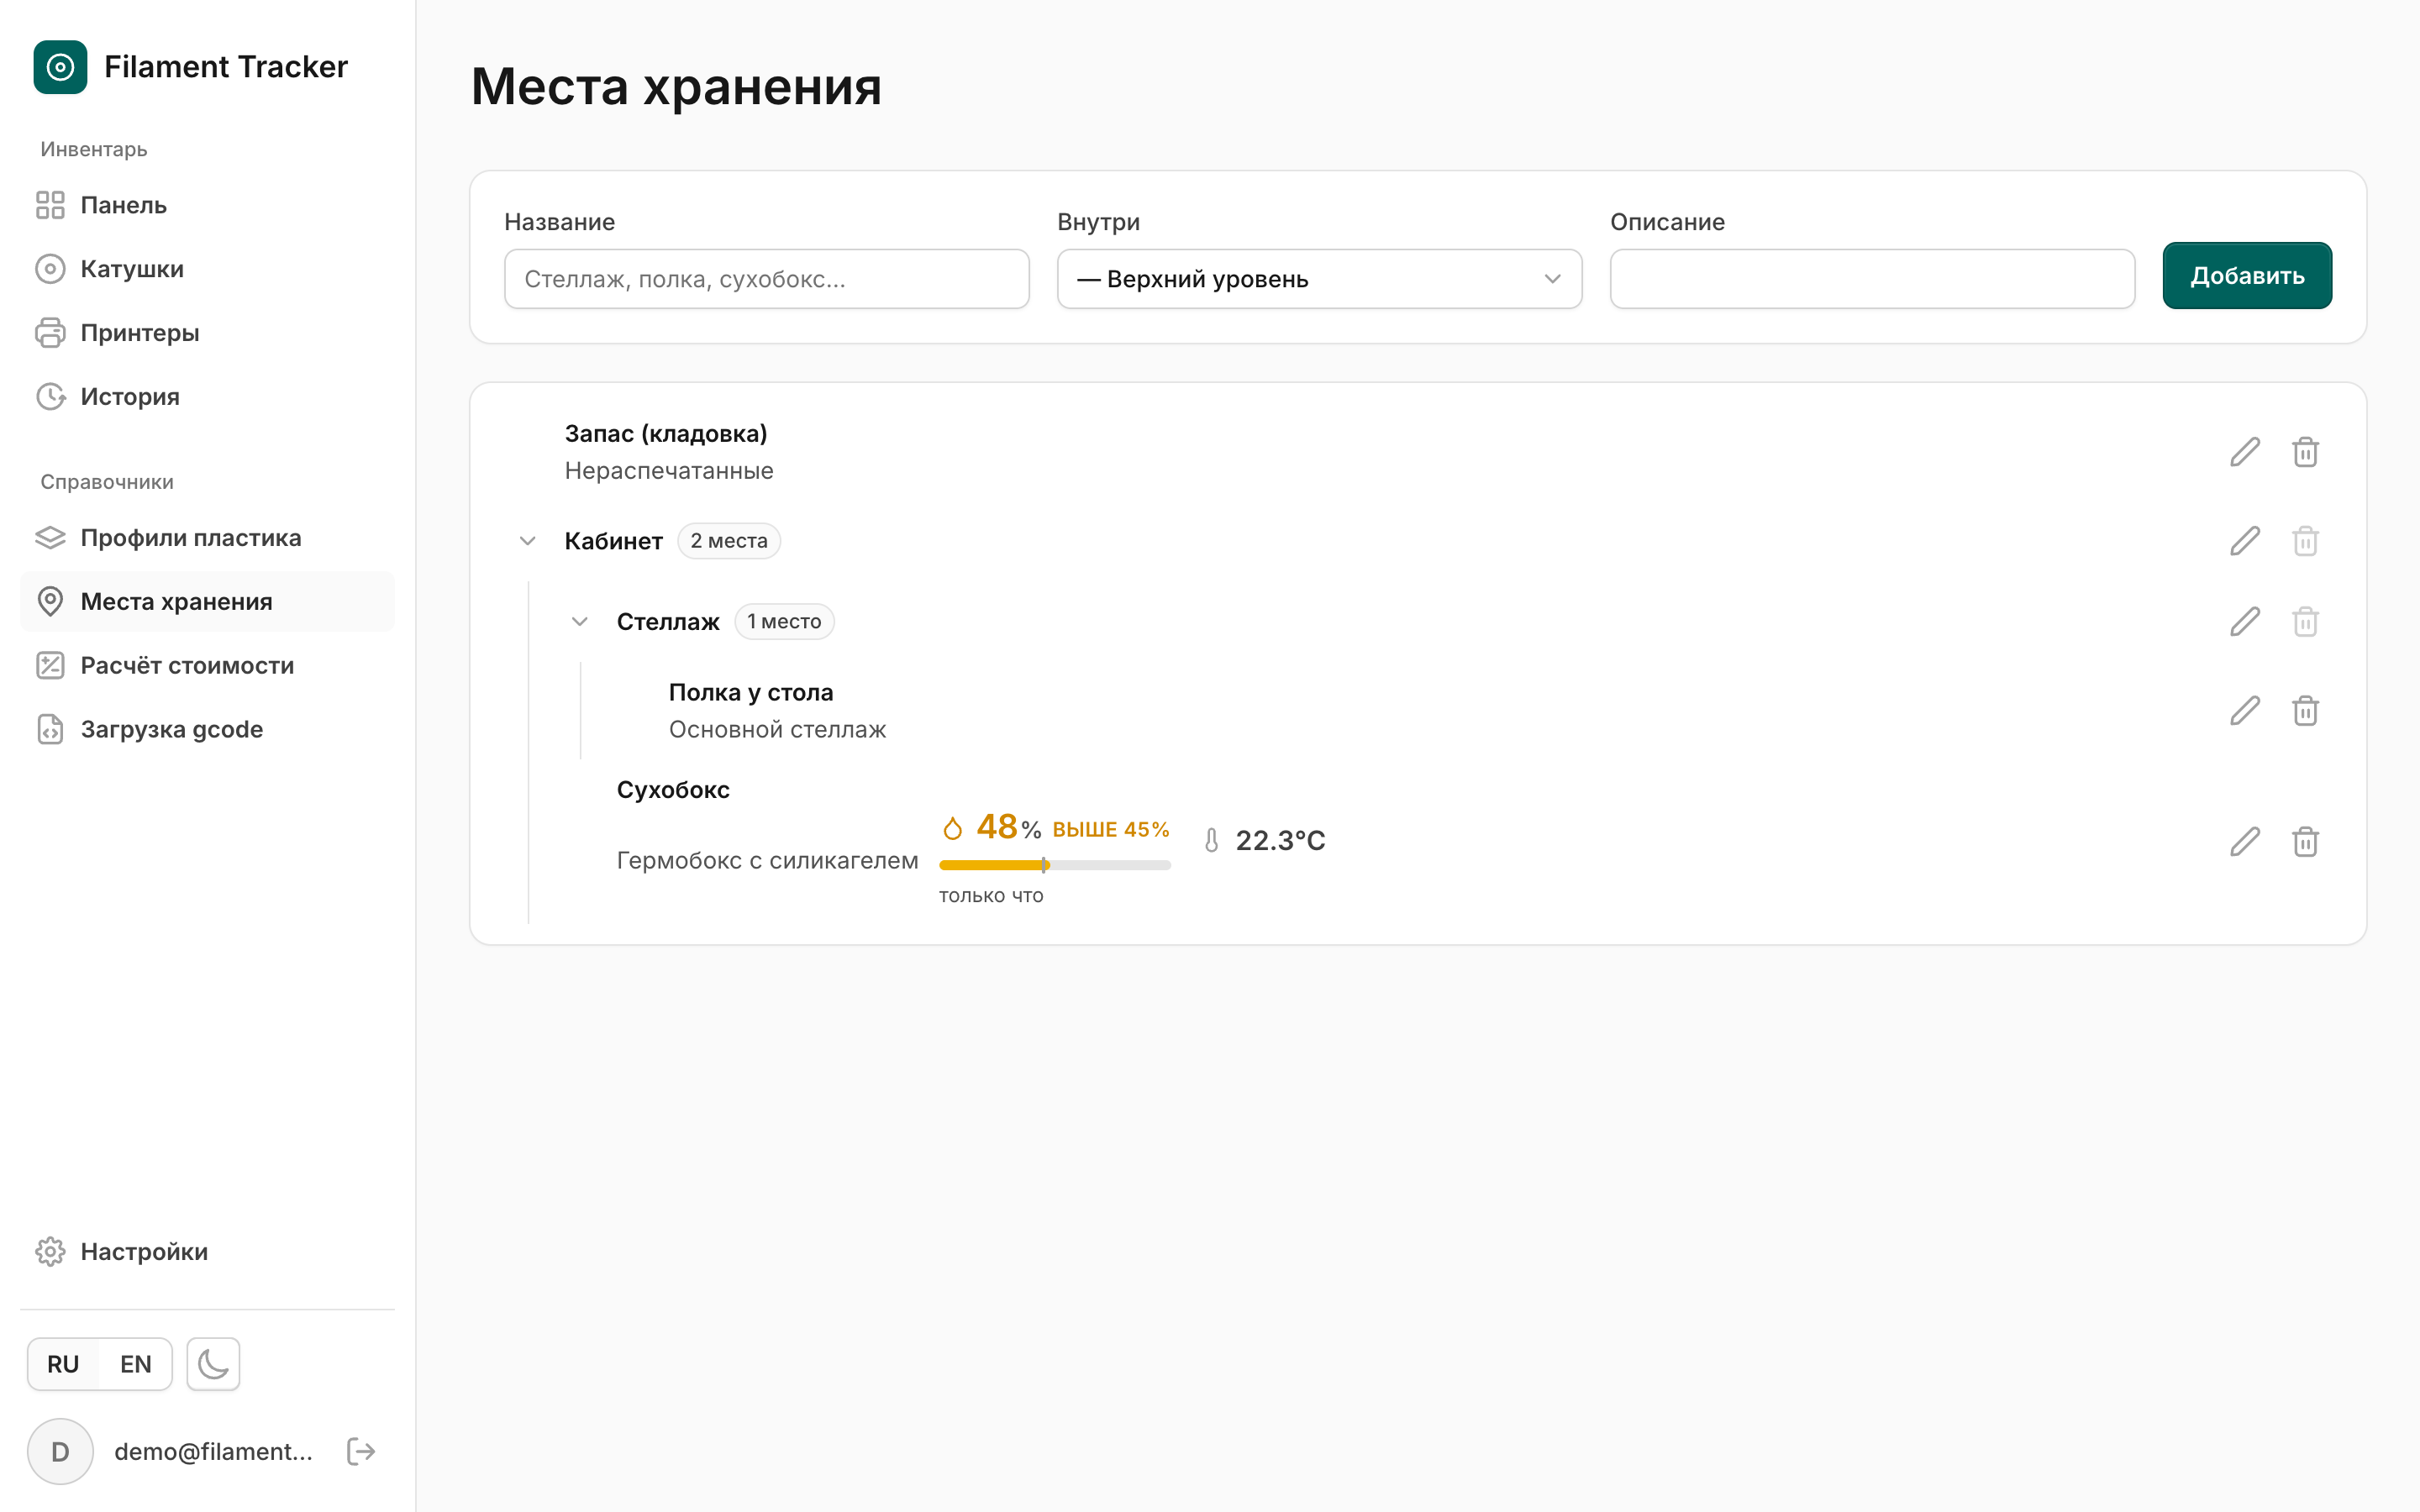 Filament Tracker
Инвентарь
Панель
Катушки
Принтеры
История
Справочники
Профили пластика
Места хранения
Расчёт стоимости
Загрузка gcode
Настройки
RU EN
D demo@filament...
Места хранения
Название
Стеллаж, полка, сухобокс...
Внутри
— Верхний уровень
Описание
Добавить
Запас (кладовка)
Нераспечатанные
Кабинет 2 места
Стеллаж 1 место
Полка у стола
Основной стеллаж
Сухобокс
Гермобокс с силикагелем
48% ВЫШЕ 45%
только что
22.3°C